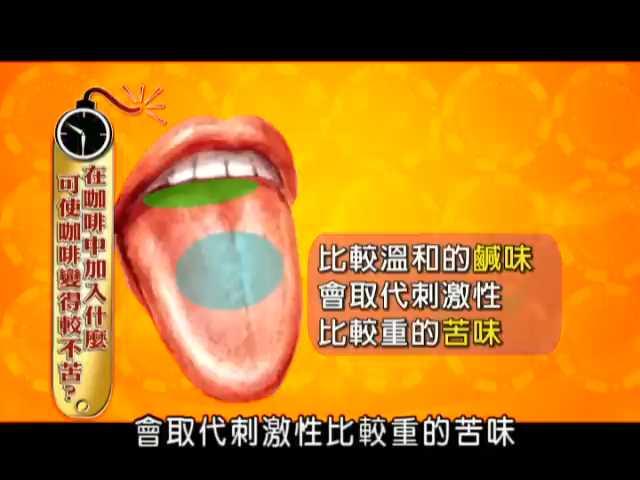 在咖啡中加入什麼
可使咖啡變得較不苦?
比較溫和的鹹味
會取代刺激性
比較重的苦味
會取代刺激性比較重的苦味